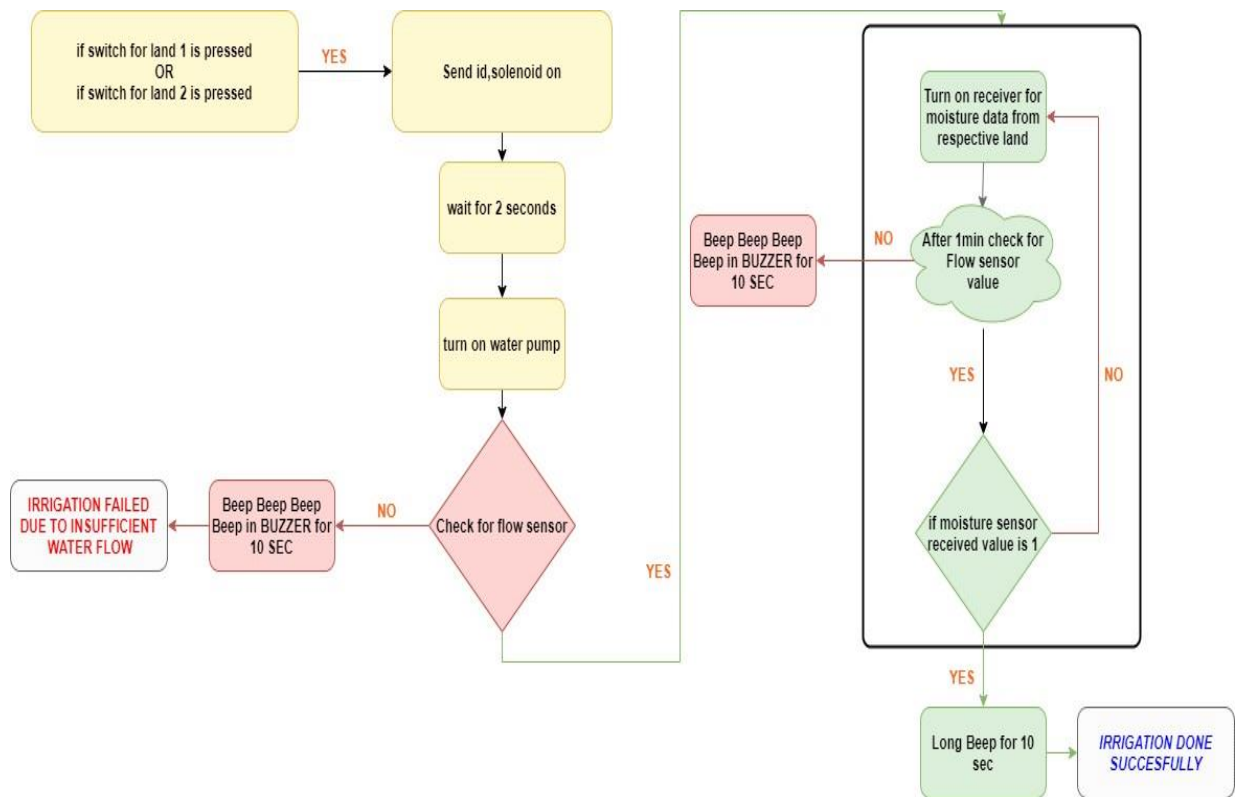 if switch for land 1 is pressed
OR
if switch for land 2 is pressed
YES
Send id,solenoid on
wait for 2 seconds
turn on water pump
Check for flow sensor
NO
Beep Beep Beep
Beep in BUZZER for
10 SEC
IRRIGATION FAILED
DUE TO INSUFFICIENT
WATER FLOW
YES
Turn on receiver for
moisture data from
respective land
After 1min check for
Flow sensor
value
NO
Beep Beep Beep
Beep in BUZZER for
10 SEC
YES
if moisture sensor
received value is 1
NO
YES
Long Beep for 10
sec
IRRIGATION DONE
SUCCESFULLY